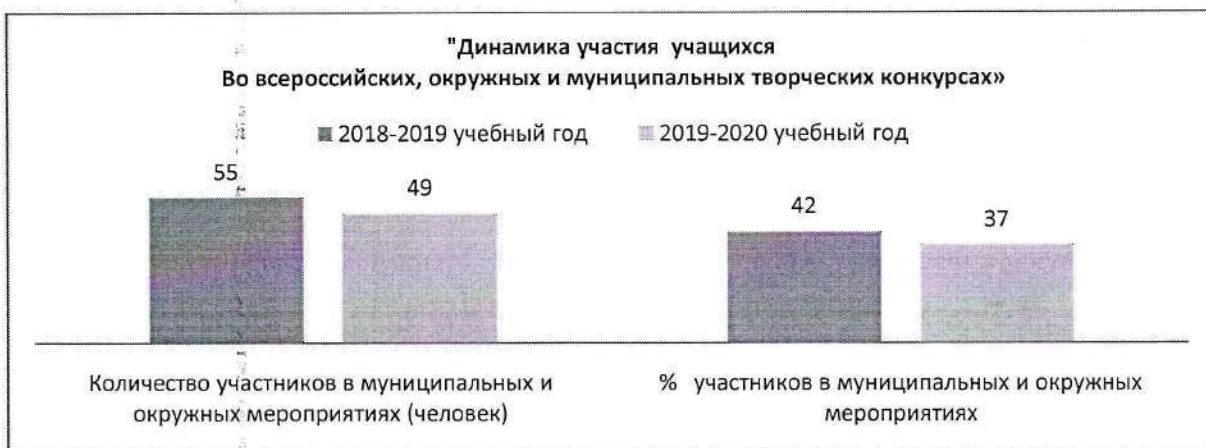 "Динамика участия учащихся
Во всероссийских, окружных и муниципальных творческих конкурсах»
2018-2019 учебный год 2019-2020 учебный год
55 49 42 37
Количество участников в муниципальных и
окружных мероприятиях (человек)
% участников в муниципальных и окружных
мероприятиях